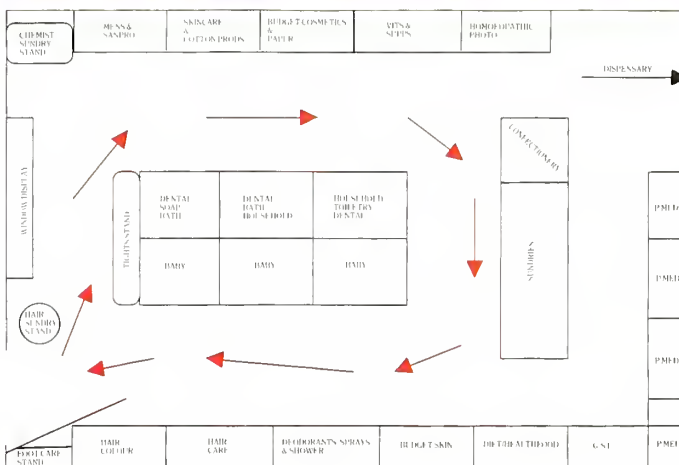 CHEMIST
SUNDRY
STAND
MENS &
SANPRO
SKINCARE
&
COTTON PRODS
BUDGET COSMETICS
&
PAPER
VITS &
SUPPS
HOMOEOPATHIC
PHOTO
DISPENSARY
WINDOW DISPLAY
TIGHTS STAND
DENTAL
SOAP
BATH
DENTAL
BATH
HOUSEHOLD
HOUSEHOLD
TOILETRY
DENTAL
BABY
BABY
BABY
CONFECTIONERY
SUNDRIES
P.MED
P.MED
P.MED
P.MED
HAIR
SUNDRY
STAND
FOOTCARE
STAND
HAIR
COLOUR
HAIR
CARE
DEODORANTS SPRAYS
& SHOWER
BUDGET SKIN
DIET/HEALTHFOOD